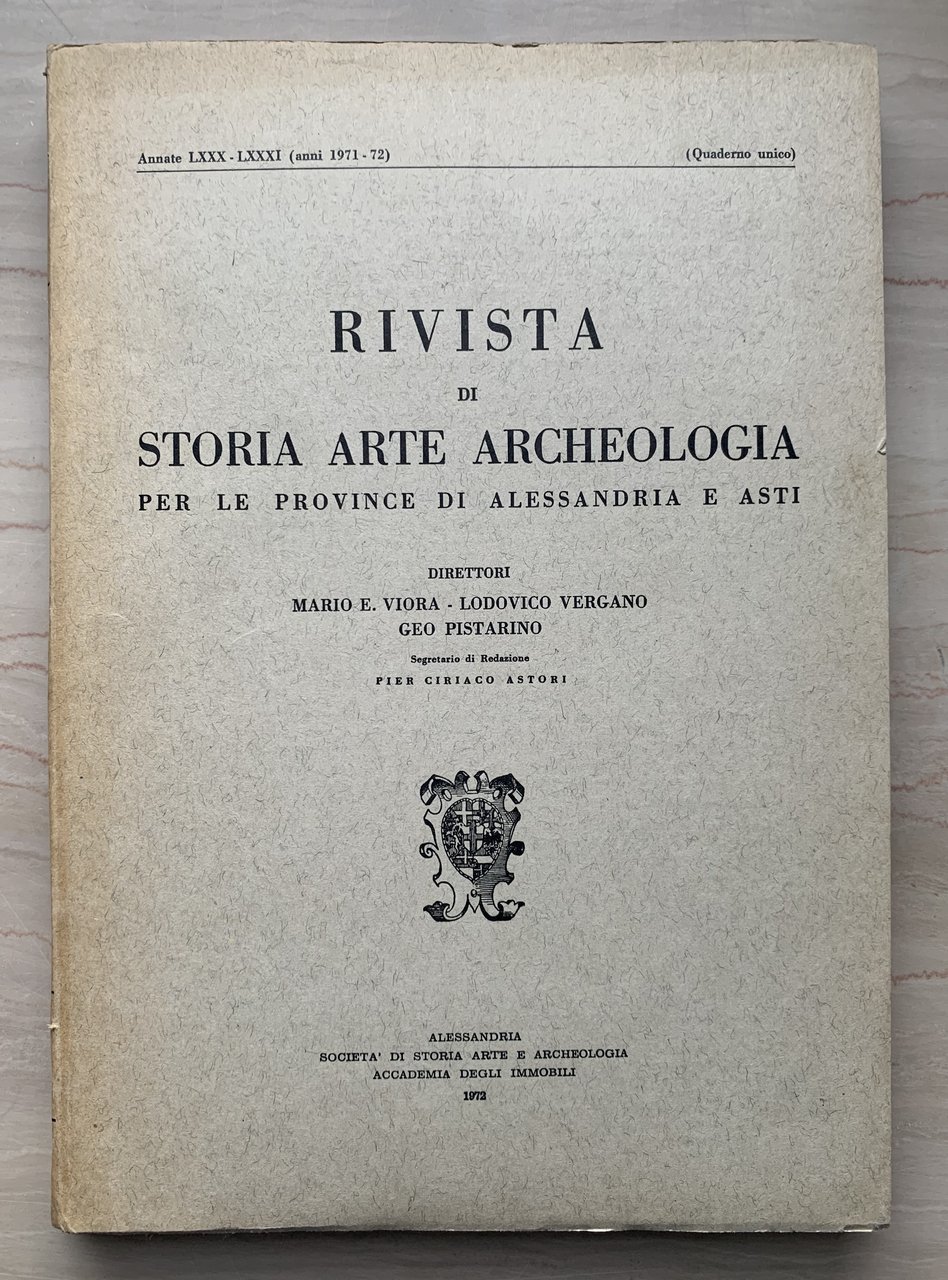 Annate LXXX - LXXXI (anni 1971 - 72) (Quaderno unico)
RIVISTA
DI
STORIA ARTE ARCHEOLOGIA
PER LE PROVINCE DI ALESSANDRIA E ASTI
DIRETTORI
MARIO E. VIORA - LODOVICO VERGANO
GEO PISTARINO
Segretario di Redazione
PIER CIRIACO ASTORI
ALESSANDRIA
SOCIETA' DI STORIA ARTE E ARCHEOLOGIA
ACCADEMIA DEGLI IMMOBILI
1972